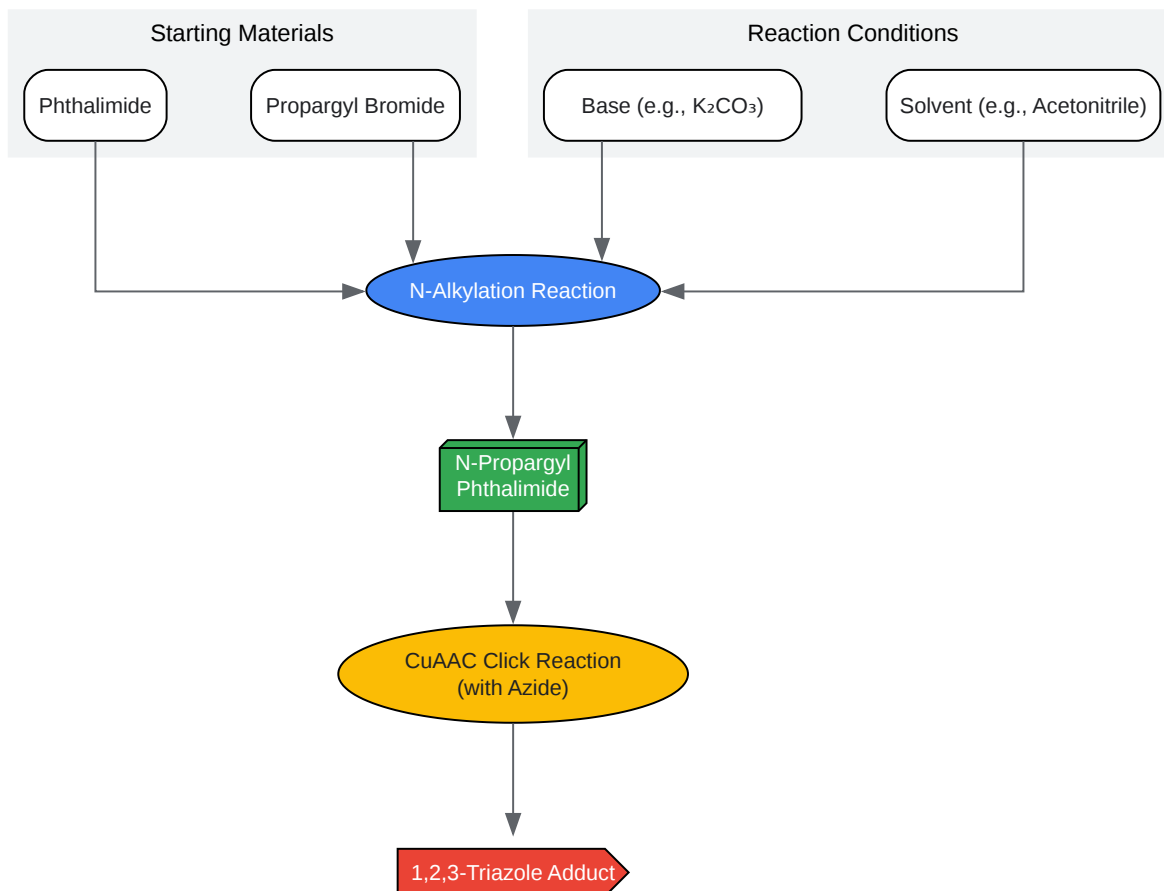 Starting Materials
Reaction Conditions
Phthalimide
Propargyl Bromide
Base (e.g., K₂CO₃)
Solvent (e.g., Acetonitrile)
N-Alkylation Reaction
N-Propargyl
Phthalimide
CuAAC Click Reaction
(with Azide)
1,2,3-Triazole Adduct